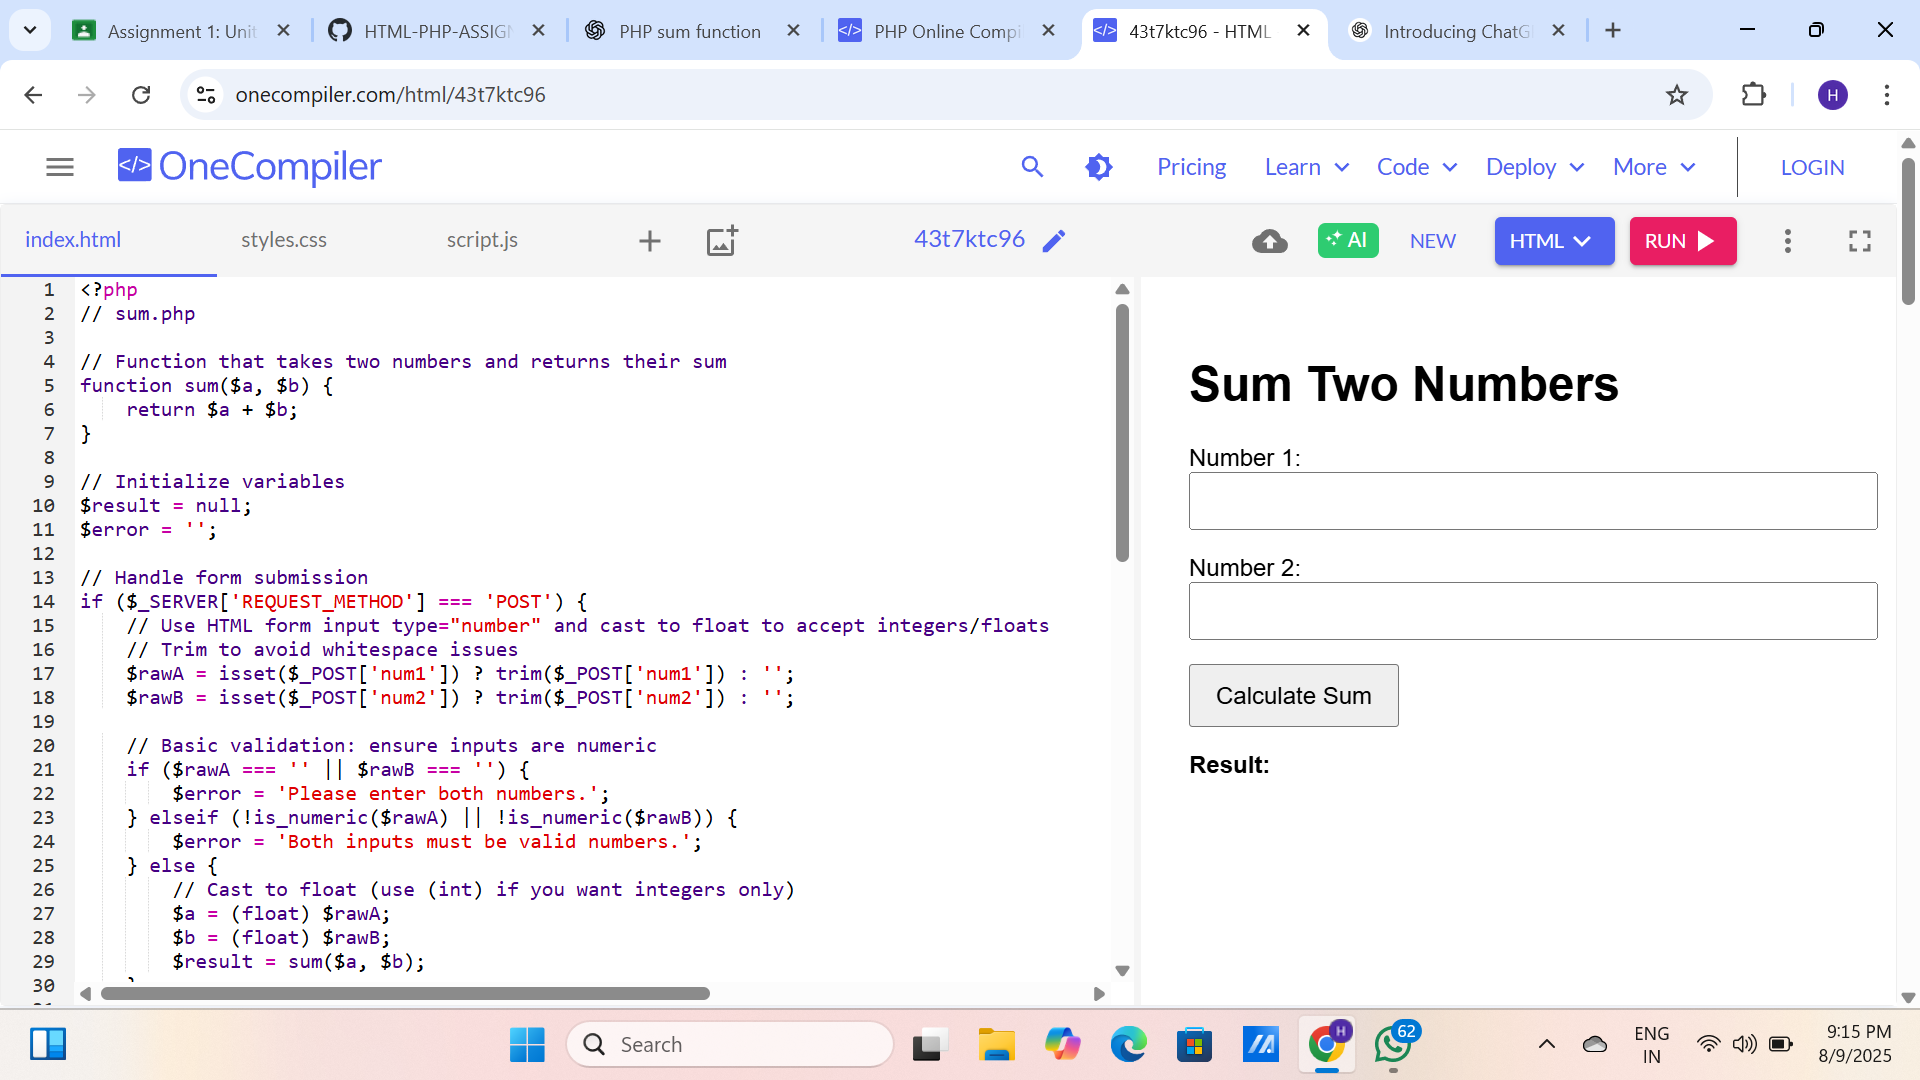 Assignment 1: Unit
HTML-PHP-ASSIGN
PHP sum function
PHP Online Compi
43t7ktc96 - HTML
Introducing ChatG
onecompiler.com/html/43t7ktc96
H
</> OneCompiler
Pricing
Learn
Code
Deploy
More
LOGIN
index.html
styles.css
script.js
43t7ktc96
AI
NEW
HTML
RUN
1 <?php
2 // sum.php
3
4 // Function that takes two numbers and returns their sum
5 function sum($a, $b) {
6     return $a + $b;
7 }
8
9 // Initialize variables
10 $result = null;
11 $error = '';
12
13 // Handle form submission
14 if ($_SERVER['REQUEST_METHOD'] === 'POST') {
15     // Use HTML form input type="number" and cast to float to accept integers/floats
16     // Trim to avoid whitespace issues
17     $rawA = isset($_POST['num1']) ? trim($_POST['num1']) : '';
18     $rawB = isset($_POST['num2']) ? trim($_POST['num2']) : '';
19
20     // Basic validation: ensure inputs are numeric
21     if ($rawA === '' || $rawB === '') {
22         $error = 'Please enter both numbers.';
23     } elseif (!is_numeric($rawA) || !is_numeric($rawB)) {
24         $error = 'Both inputs must be valid numbers.';
25     } else {
26         // Cast to float (use (int) if you want integers only)
27         $a = (float) $rawA;
28         $b = (float) $rawB;
29         $result = sum($a, $b);
30     }
Sum Two Numbers
Number 1:
Number 2:
Calculate Sum
Result:
Search
H
62
ENG
IN
9:15 PM
8/9/2025